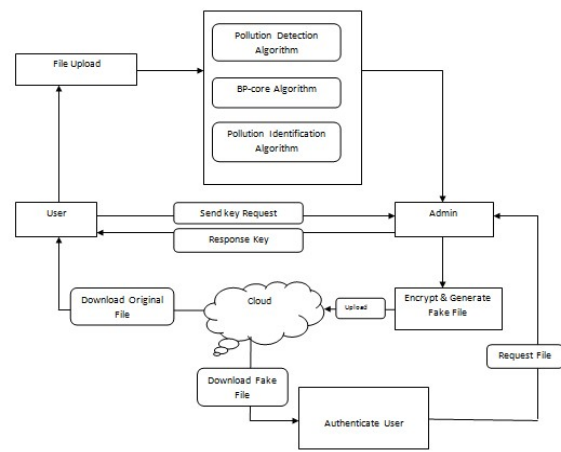 Pollution Detection
Algorithm
File Upload
BP-core Algorithm
Pollution Identification
Algorithm
User
Send key Request
Admin
Response Key
Download Original
File
Cloud
Upload
Encrypt & Generate
Fake File
Request File
Download Fake
File
Authenticate User